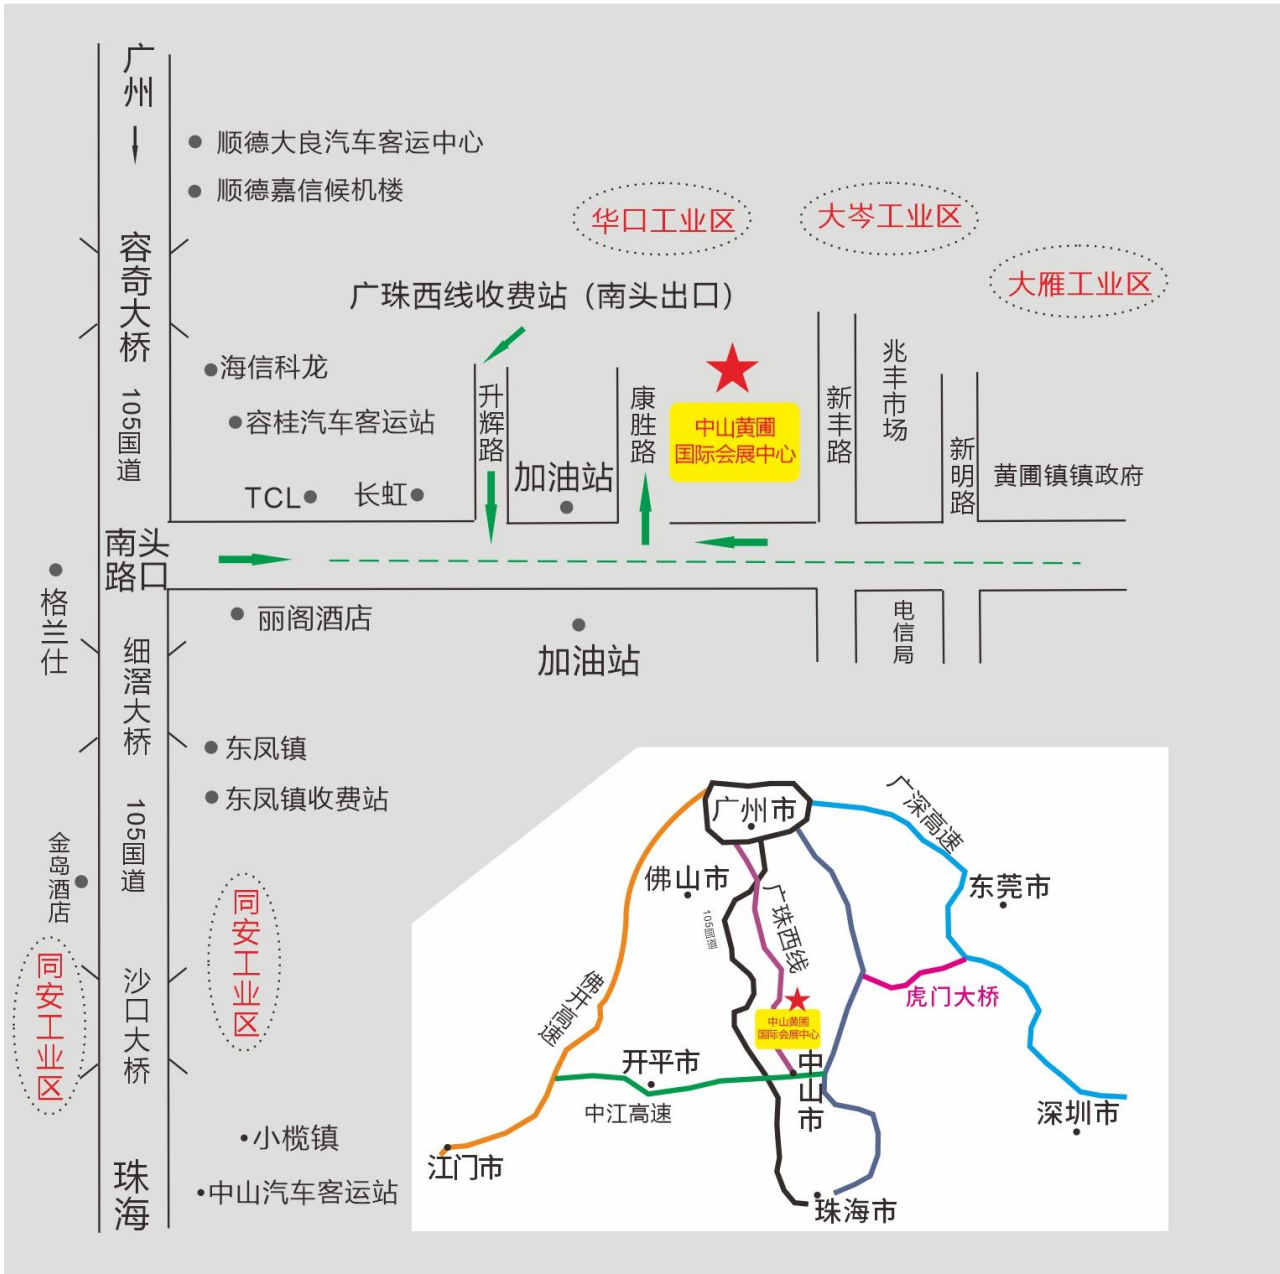 广州
顺德大良汽车客运中心
顺德嘉信候机楼
华口工业区
大岑工业区
大雁工业区
容奇大桥
广珠西线收费站（南头出口）
海信科龙
容桂汽车客运站
105国道
TCL
长虹
升辉路
加油站
康胜路
中山黄圃
国际会展中心
新丰路
兆丰市场
新明路
黄圃镇镇政府
南头
路口
格兰仕
丽阁酒店
加油站
电信局
细滘大桥
东凤镇
东凤镇收费站
105国道
金岛酒店
同安工业区
同安工业区
沙口大桥
小榄镇
中山汽车客运站
珠海
广州市
广深高速
佛山市
东莞市
105国道
广珠西线
虎门大桥
佛开高速
中山黄圃
国际会展中心
开平市
中江高速
中山市
深圳市
江门市
珠海市